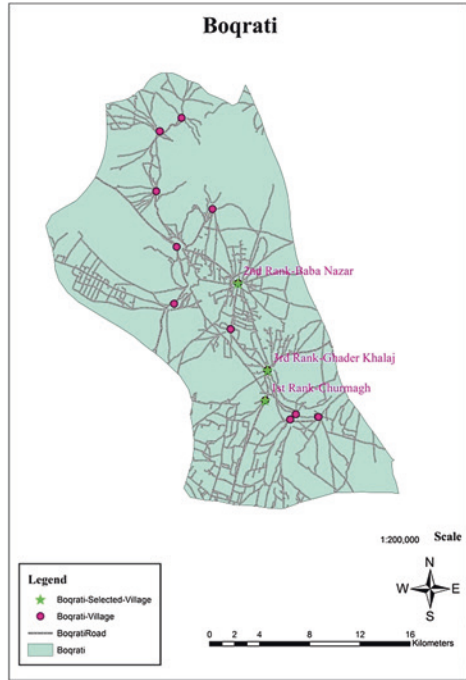 Boqrati
2nd Rank-Baba Nazar
3rd Rank-Ghader Khalaj
1st Rank-Churmagh
1:200,000 Scale
N
W E
S
Legend
Boqrati-Selected-Village
Boqrati-Village
BoqratiRoad
Boqrati
0 2 4 8 12 16
Kilometers